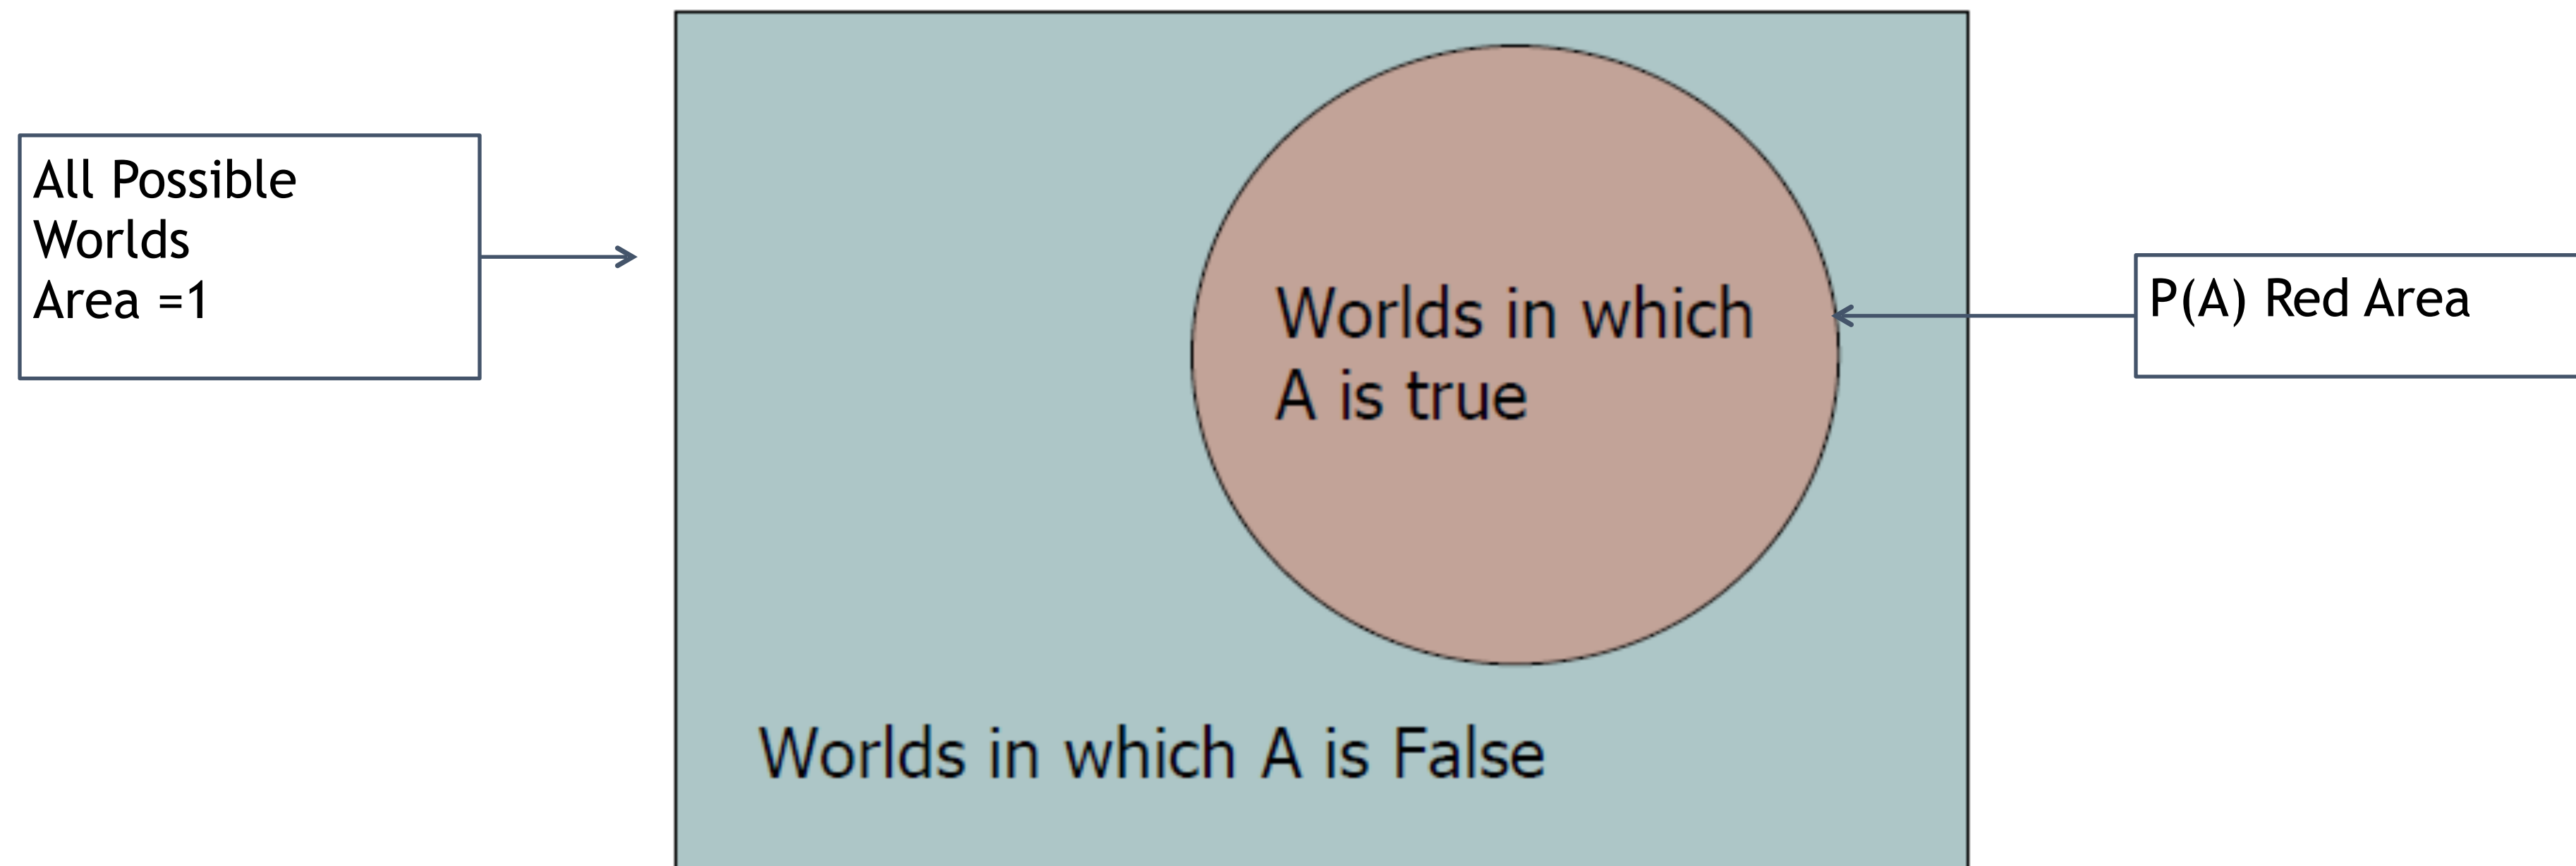 All Possible
Worlds
Area =1
Worlds in which
A is true
P(A) Red Area
Worlds in which A is False